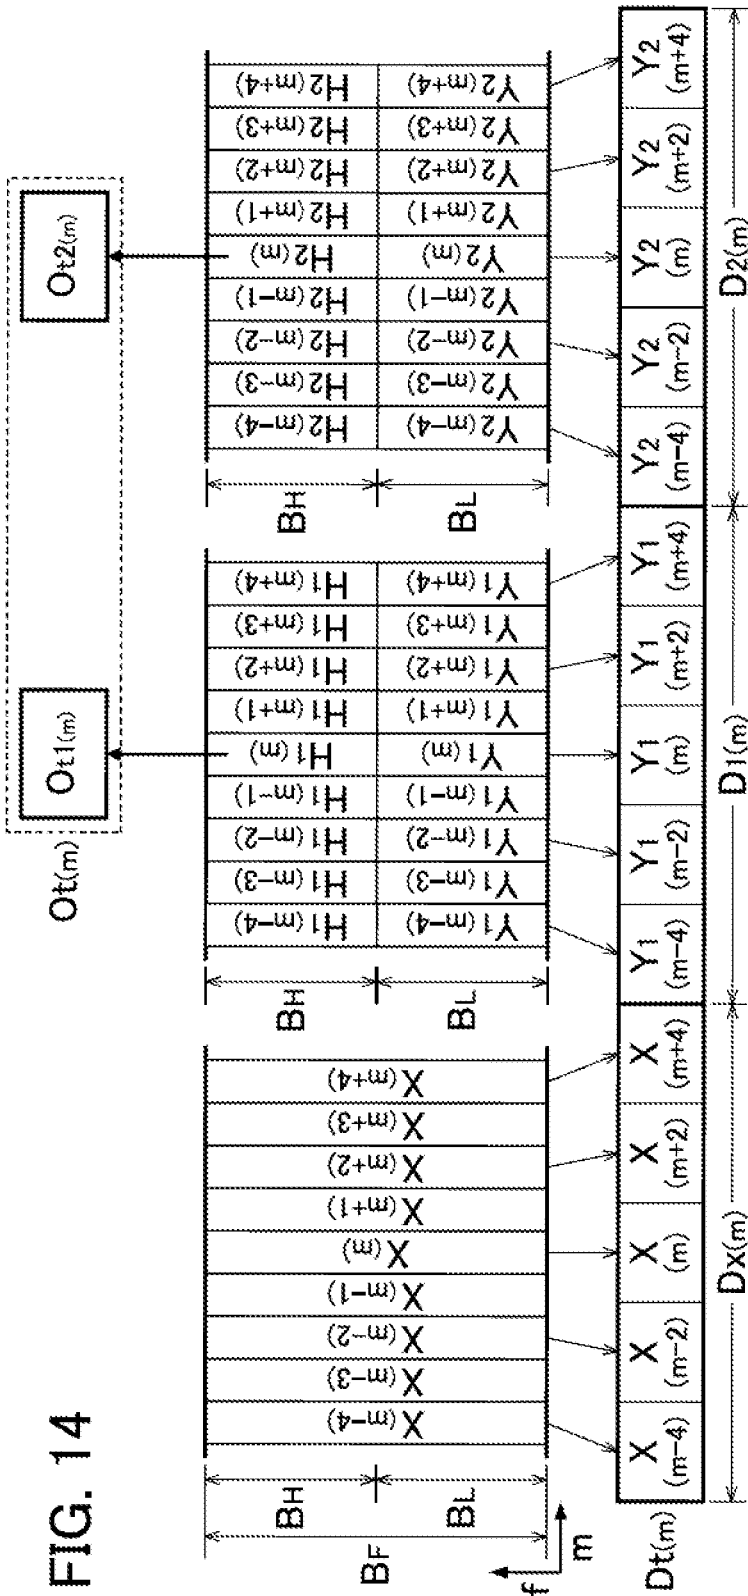 FIG. 14
Ot(m)
Ot1(m)
Ot2(m)
BF
BH
BL
X(m−4)
X(m−3)
X(m−2)
X(m−1)
X(m)
X(m+1)
X(m+2)
X(m+3)
X(m+4)
BH
BL
H1(m−4)
H1(m−3)
H1(m−2)
H1(m−1)
H1(m)
H1(m+1)
H1(m+2)
H1(m+3)
H1(m+4)
Y1(m−4)
Y1(m−3)
Y1(m−2)
Y1(m−1)
Y1(m)
Y1(m+1)
Y1(m+2)
Y1(m+3)
Y1(m+4)
BH
BL
H2(m−4)
H2(m−3)
H2(m−2)
H2(m−1)
H2(m)
H2(m+1)
H2(m+2)
H2(m+3)
H2(m+4)
Y2(m−4)
Y2(m−3)
Y2(m−2)
Y2(m−1)
Y2(m)
Y2(m+1)
Y2(m+2)
Y2(m+3)
Y2(m+4)
f
m
Dt(m)
X
(m−4)
X
(m−2)
X
(m)
X
(m+2)
X
(m+4)
Y1
(m−4)
Y1
(m−2)
Y1
(m)
Y1
(m+2)
Y1
(m+4)
Y2
(m−4)
Y2
(m−2)
Y2
(m)
Y2
(m+2)
Y2
(m+4)
Dx(m)
D1(m)
D2(m)